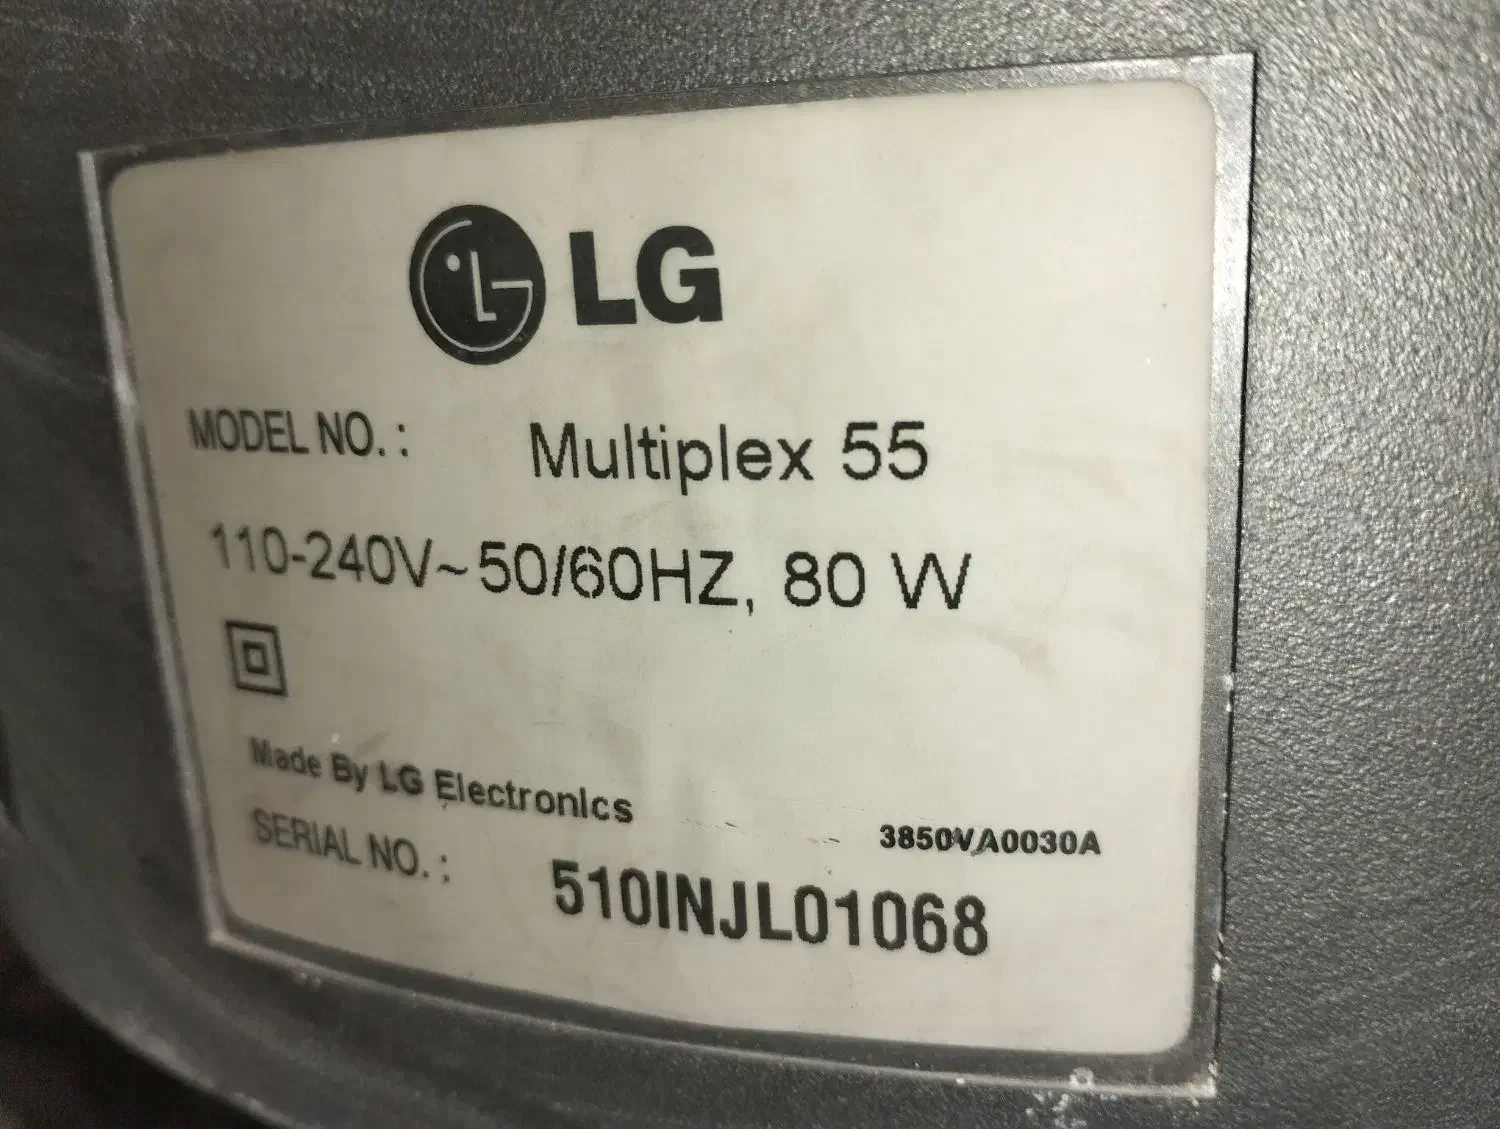 LG
MODEL NO. : Multiplex 55
110-240V~50/60HZ, 80 W
Made By LG Electronics
3850VA0030A
SERIAL NO. : 510INJL01068